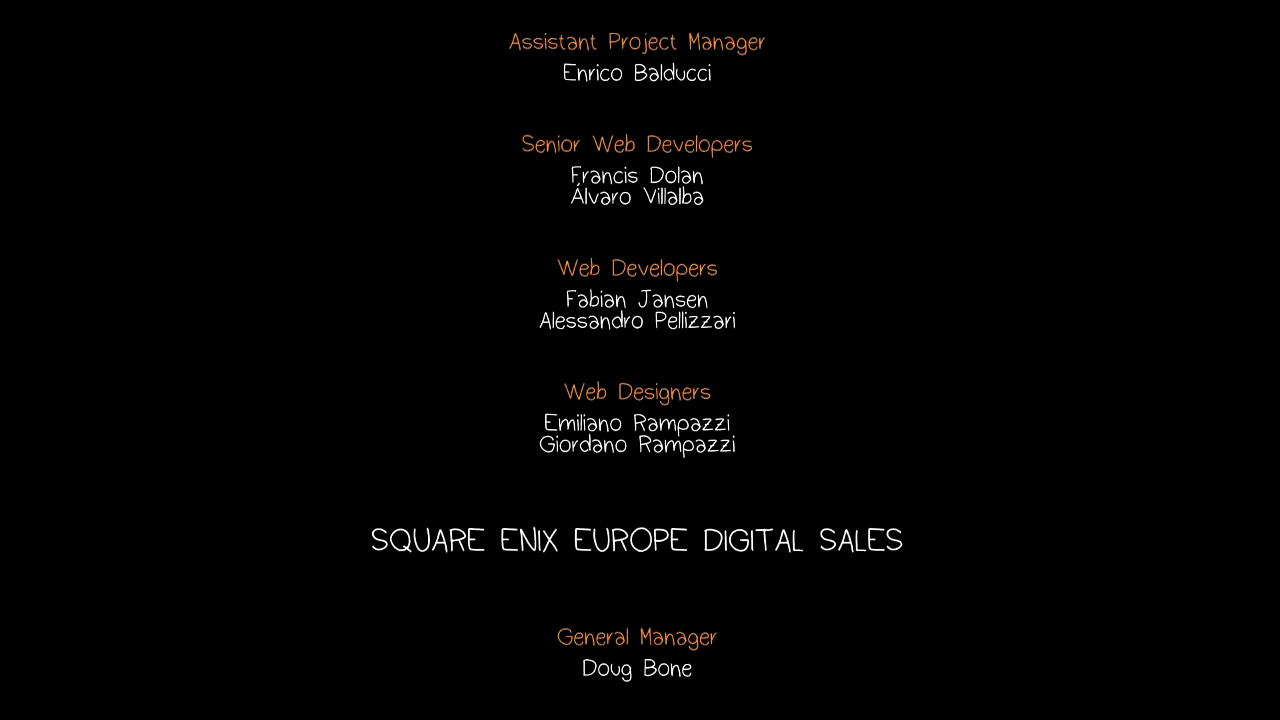 Assistant Project Manager
Enrico Balducci
Senior Web Developers
Francis Dolan
Álvaro Villalba
Web Developers
Fabian Jansen
Alessandro Pellizzari
Web Designers
Emiliano Rampazzi
Giordano Rampazzi
SQUARE ENIX EUROPE DIGITAL SALES
General Manager
Doug Bone